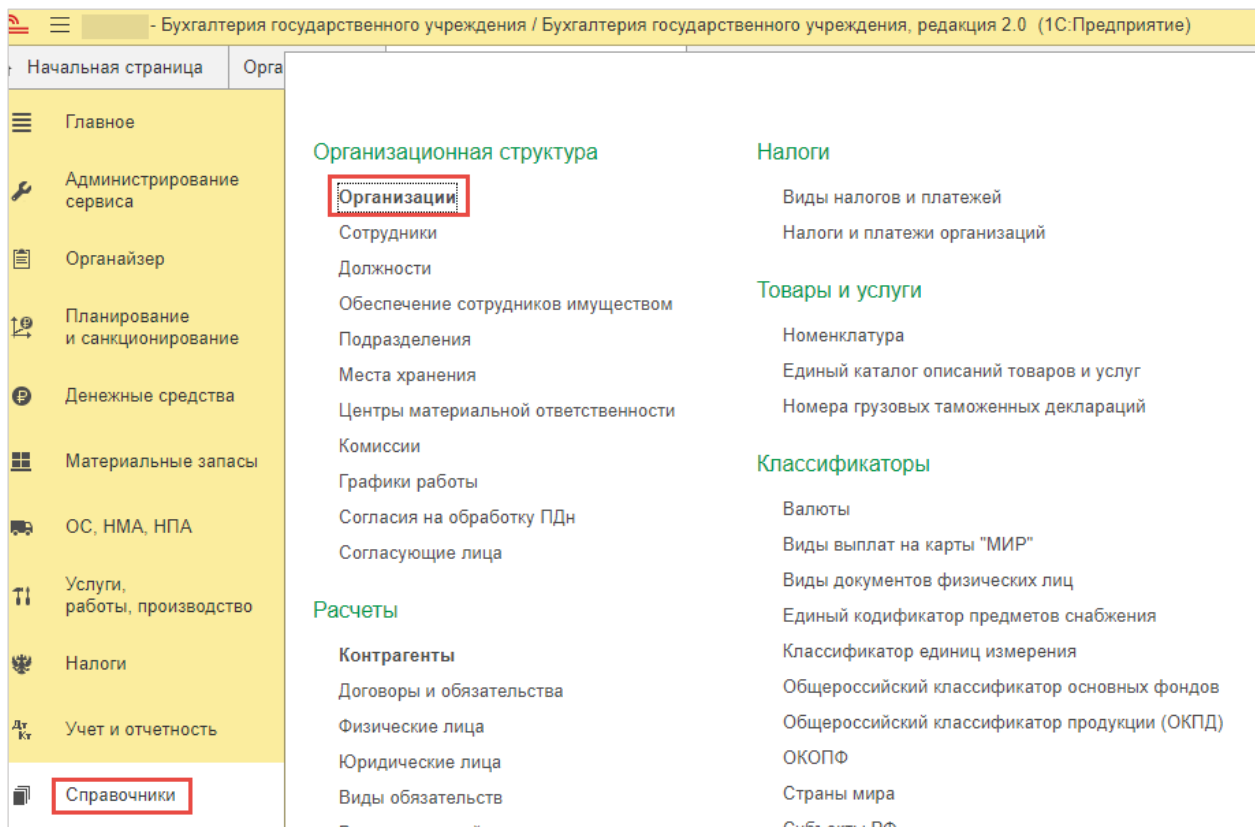 - Бухгалтерия государственного учреждения / Бухгалтерия государственного учреждения, редакция 2.0 (1С:Предприятие)
Начальная страница
Орга
Главное
Администрирование
сервиса
Органайзер
Планирование
и санкционирование
Денежные средства
Материальные запасы
ОС, НМА, НПА
Услуги,
работы, производство
Налоги
Дт
Кт
Учет и отчетность
Справочники
Организационная структура
Организации
Сотрудники
Должности
Обеспечение сотрудников имуществом
Подразделения
Места хранения
Центры материальной ответственности
Комиссии
Графики работы
Согласия на обработку ПДн
Согласующие лица
Расчеты
Контрагенты
Договоры и обязательства
Физические лица
Юридические лица
Виды обязательств
Налоги
Виды налогов и платежей
Налоги и платежи организаций
Товары и услуги
Номенклатура
Единый каталог описаний товаров и услуг
Номера грузовых таможенных деклараций
Классификаторы
Валюты
Виды выплат на карты "МИР"
Виды документов физических лиц
Единый кодификатор предметов снабжения
Классификатор единиц измерения
Общероссийский классификатор основных фондов
Общероссийский классификатор продукции (ОКПД)
ОКОПФ
Страны мира
Субъекты РФ